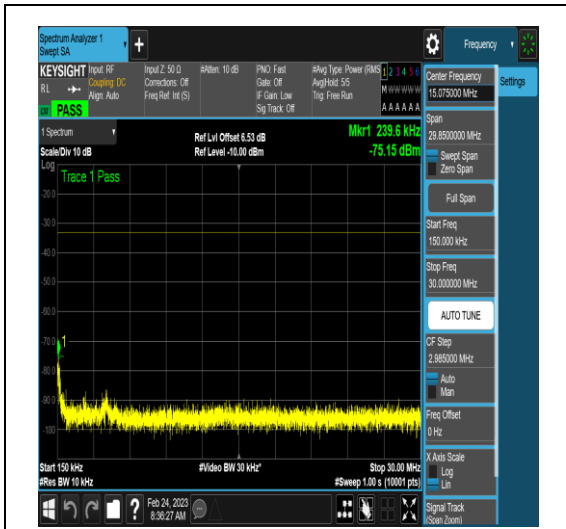 Spectrum Analyzer 1
Swept SA
Frequency
KEYSIGHT
Input: RF
Coupling: DC
Align: Auto
RL
PASS
Input Z: 50 Ω
Corrections: Off
Freq Ref: Int (S)
#Atten: 10 dB
PNO: Fast
Gate: Off
IF Gain: Low
Sig Track: Off
#Avg Type: Power (RMS
Avg|Hold: 5/5
Trig: Free Run
1 2 3 4 5 6
M W W W W W
A A A A A A
Settings
Center Frequency
15.075000 MHz
Span
29.8500000 MHz
Swept Span
Zero Span
Full Span
Start Freq
150.000 kHz
Stop Freq
30.000000 MHz
AUTO TUNE
CF Step
2.985000 MHz
Auto
Man
Freq Offset
0 Hz
X Axis Scale
Log
Lin
Signal Track
(Span Zoom)
1 Spectrum
Scale/Div 10 dB
Ref Lvl Offset 6.53 dB
Ref Level -10.00 dBm
Mkr1 239.6 kHz
-75.15 dBm
Log
Trace 1 Pass
-20.0
-30.0
-40.0
-50.0
-60.0
-70.0
1
-80.0
-90.0
-100
Start 150 kHz
#Res BW 10 kHz
#Video BW 30 kHz*
Stop 30.00 MHz
#Sweep 1.00 s (10001 pts)
Feb 24, 2023
8:36:27 AM